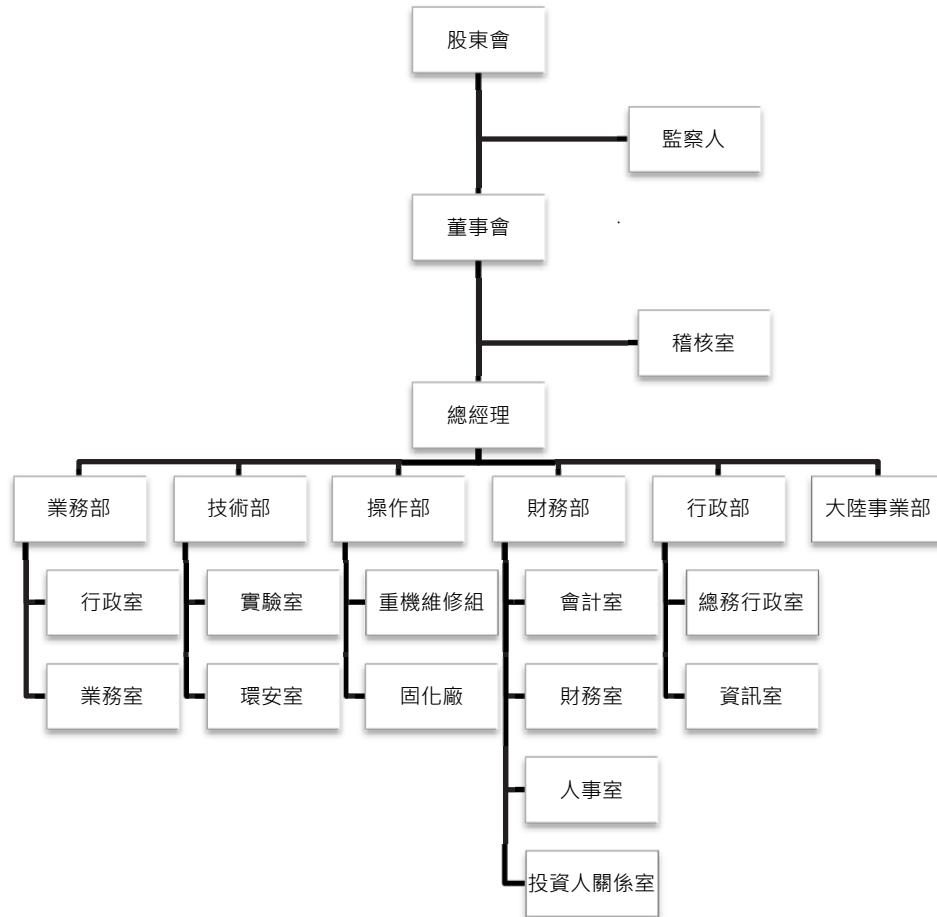 股東會
監察人
董事會
稽核室
總經理
業務部
技術部
操作部
財務部
行政部
大陸事業部
行政室
實驗室
重機維修組
會計室
總務行政室
業務室
環安室
固化廠
財務室
資訊室
人事室
投資人關係室